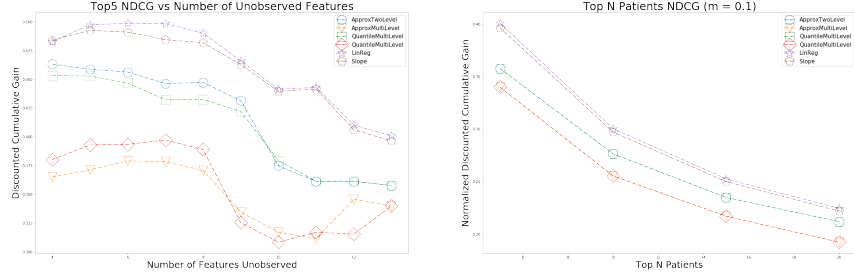 Top5 NDCG vs Number of Unobserved Features
Discounted Cumulative Gain
Number of Features Unobserved
ApproxTwoLevel
ApproxMultiLevel
QuantileMultiLevel
QuantileMultiLevel
LinReg
Slope
Top N Patients NDCG (m = 0.1)
Normalized Discounted Cumulative Gain
Top N Patients
ApproxTwoLevel
ApproxMultiLevel
QuantileMultiLevel
QuantileMultiLevel
LinReg
Slope